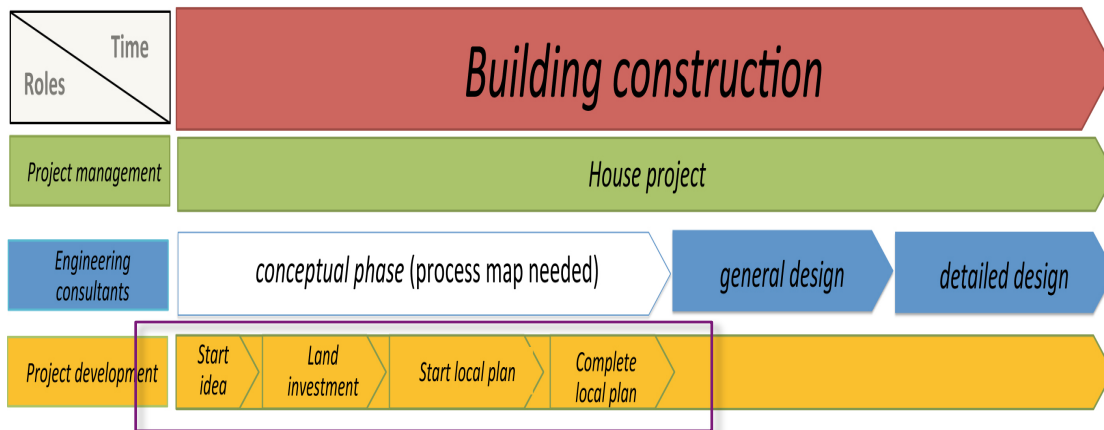 Time
Roles
Building construction
Project management
House project
Engineering
consultants
conceptual phase (process map needed)
general design
detailed design
Project development
Start
idea
Land
investment
Start local plan
Complete
local plan